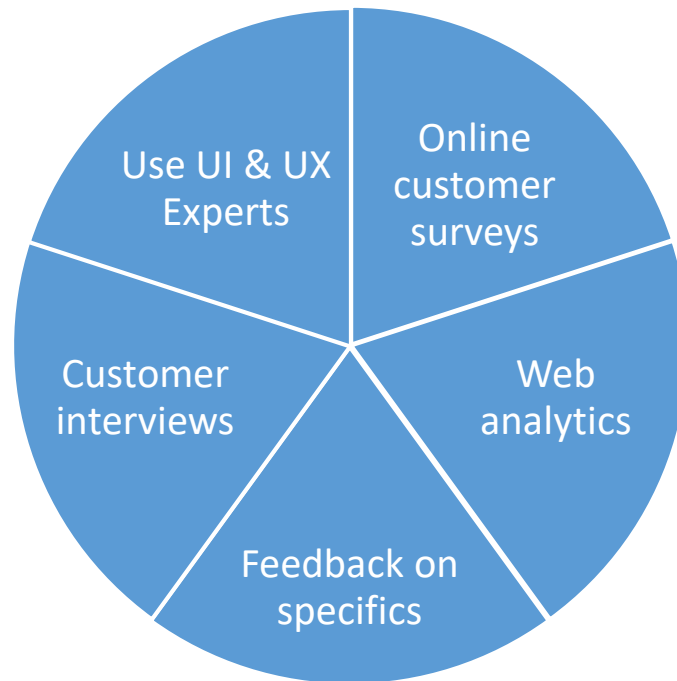 Use UI & UX
Experts
Online
customer
surveys
Customer
interviews
Web
analytics
Feedback on
specifics